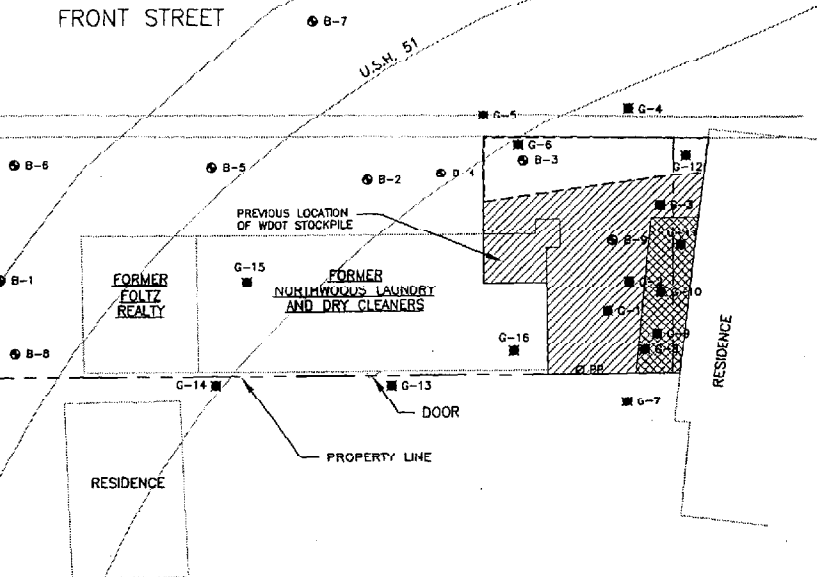 FRONT STREET
B-7
U.S.H. 51
G-4
G-5
G-6
B-3
G-12
B-6
B-5
B-2
G-3
PREVIOUS LOCATION
OF WDOT STOCKPILE
B-9
B-1
G-15
FORMER
FOLTZ
REALTY
FORMER
NORTHWOODS LAUNDRY
AND DRY CLEANERS
G-10
G-1
G-9
G-16
B-8
RESIDENCE
G-14
G-13
DOOR
G-7
PROPERTY LINE
RESIDENCE